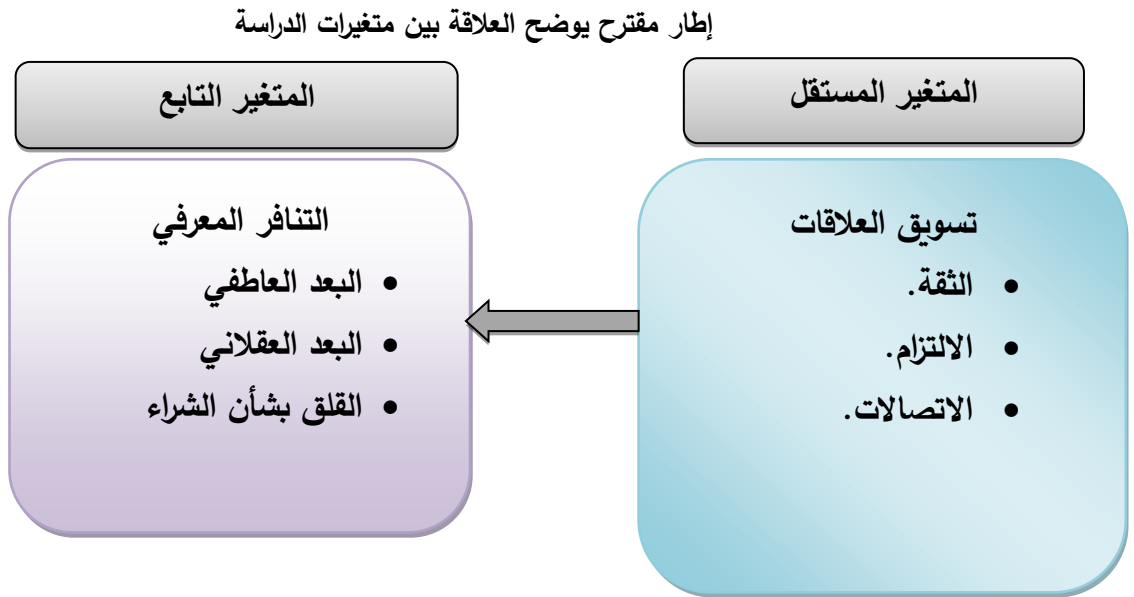 إطار مقترح يوضح العلاقة بين متغيرات الدراسة
المتغير المستقل
تسويق العلاقات
• الثقة.
• الالتزام.
• الاتصالات.
المتغير التابع
التنافر المعرفي
• البعد العاطفي
• البعد العقلاني
• القلق بشأن الشراء